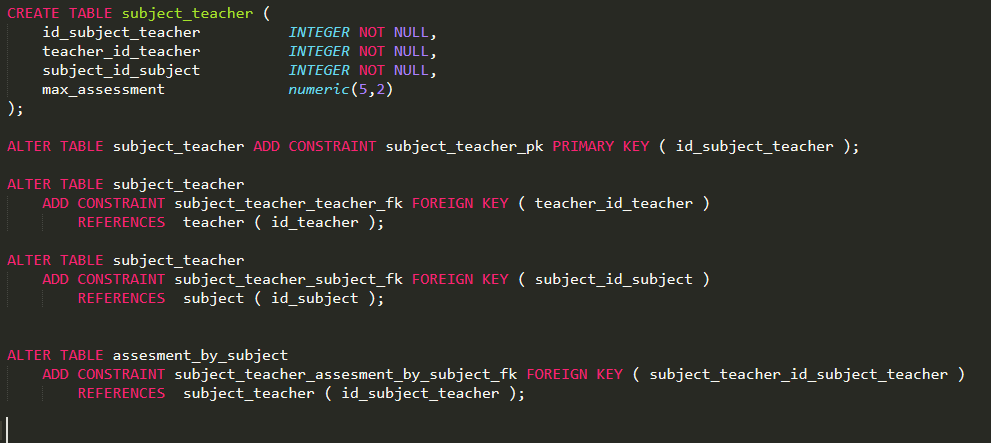 CREATE TABLE subject_teacher (
    id_subject_teacher          INTEGER NOT NULL,
    teacher_id_teacher          INTEGER NOT NULL,
    subject_id_subject          INTEGER NOT NULL,
    max_assessment              numeric(5,2)
);

ALTER TABLE subject_teacher ADD CONSTRAINT subject_teacher_pk PRIMARY KEY ( id_subject_teacher );

ALTER TABLE subject_teacher
    ADD CONSTRAINT subject_teacher_teacher_fk FOREIGN KEY ( teacher_id_teacher )
        REFERENCES  teacher ( id_teacher );

ALTER TABLE subject_teacher
    ADD CONSTRAINT subject_teacher_subject_fk FOREIGN KEY ( subject_id_subject )
        REFERENCES  subject ( id_subject );


ALTER TABLE assesment_by_subject
    ADD CONSTRAINT subject_teacher_assesment_by_subject_fk FOREIGN KEY ( subject_teacher_id_subject_teacher )
        REFERENCES  subject_teacher ( id_subject_teacher );